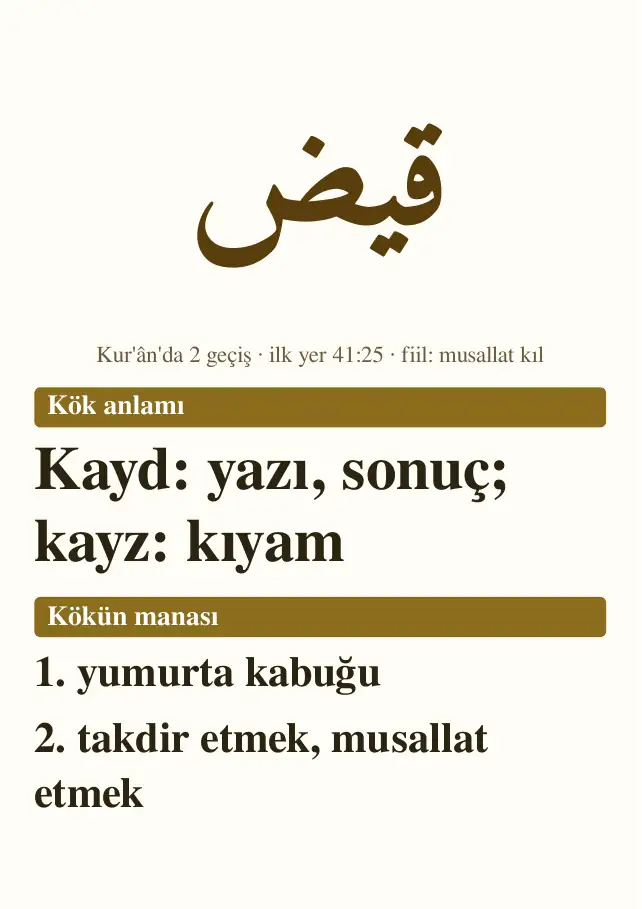 قيض
Kur'ân'da 2 geçiş · ilk yer 41:25 · fiil: musallat kıl
Kök anlamı
Kayd: yazı, sonuç;
kayz: kıyam
Kökün manası
1. yumurta kabuğu
2. takdir etmek, musallat
etmek